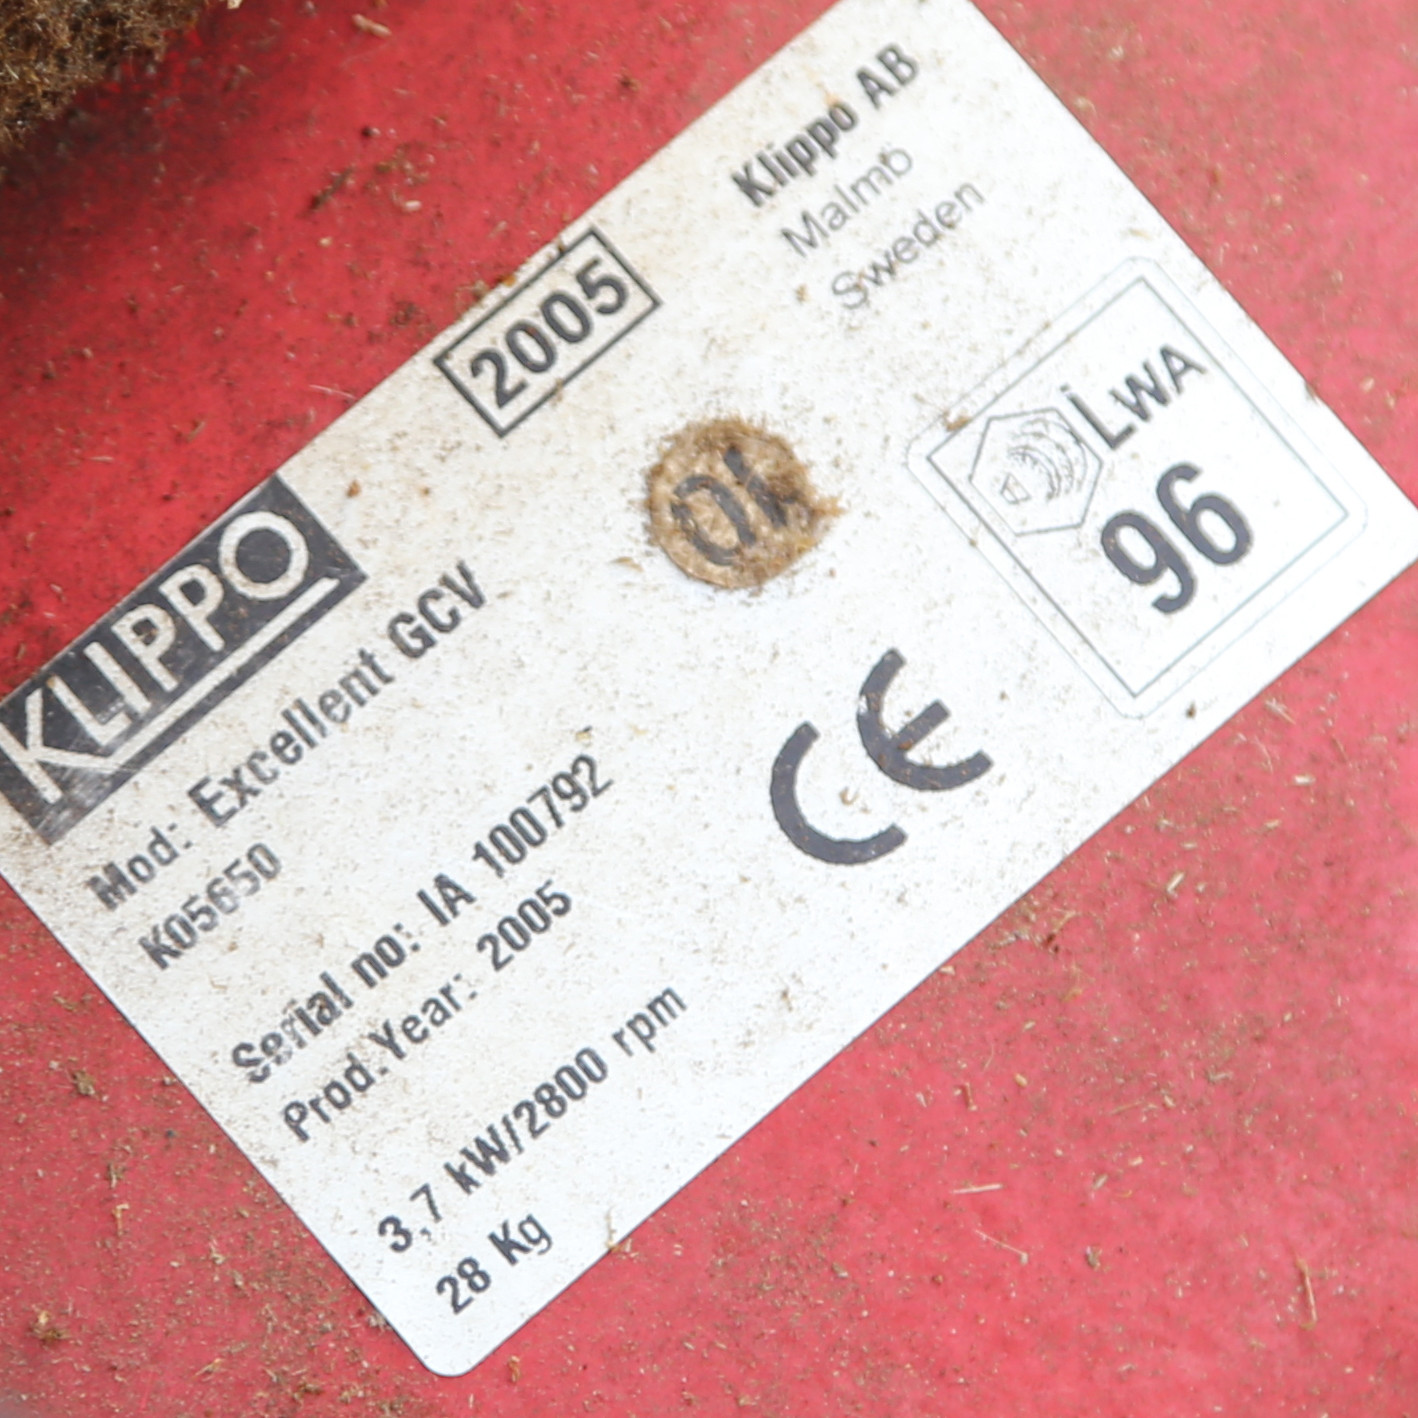 KLIPPO
2005
Klippo AB
Malmö
Sweden
Mod: Excellent GCV
K05650
Serial no: IA 100792
Prod.Year: 2005
3,7 kW/2800 rpm
28 Kg
CE
LWA
96